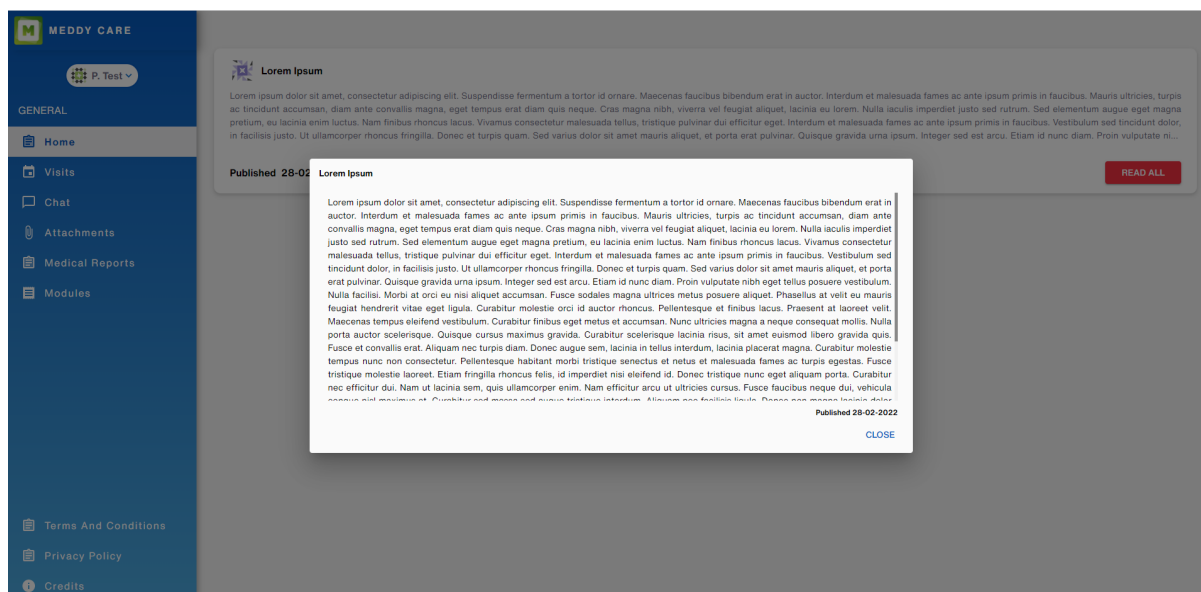 MEDDY CARE
P. Test
GENERAL
Home
Visits
Chat
Attachments
Medical Reports
Modules
Terms And Conditions
Privacy Policy
Credits
Lorem Ipsum
Lorem ipsum dolor sit amet, consectetur adipiscing elit. Suspendisse fermentum a tortor id ornare. Maecenas faucibus bibendum erat in auctor. Interdum et malesuada fames ac ante ipsum primis in faucibus. Mauris ultricies, turpis
ac tincidunt accumsan, diam ante convallis magna, eget tempus erat diam quis neque. Cras magna nibh, viverra vel feugiat aliquet, lacinia eu lorem. Nulla iaculis imperdiet justo sed rutrum. Sed elementum augue eget magna
pretium, eu lacinia enim luctus. Nam finibus rhoncus lacus. Vivamus consectetur malesuada tellus, tristique pulvinar dui efficitur eget. Interdum et malesuada fames ac ante ipsum primis in faucibus. Vestibulum sed tincidunt dolor,
in facilisis justo. Ut ullamcorper rhoncus fringilla. Donec et turpis quam. Sed varius dolor sit amet mauris aliquet, et porta erat pulvinar. Quisque gravida urna ipsum. Integer sed est arcu. Etiam id nunc diam. Proin vulputate ni...
Published 28-02
READ ALL
Lorem Ipsum
Lorem ipsum dolor sit amet, consectetur adipiscing elit. Suspendisse fermentum a tortor id ornare. Maecenas faucibus bibendum erat in
auctor. Interdum et malesuada fames ac ante ipsum primis in faucibus. Mauris ultricies, turpis ac tincidunt accumsan, diam ante
convallis magna, eget tempus erat diam quis neque. Cras magna nibh, viverra vel feugiat aliquet, lacinia eu lorem. Nulla iaculis imperdiet
justo sed rutrum. Sed elementum augue eget magna pretium, eu lacinia enim luctus. Nam finibus rhoncus lacus. Vivamus consectetur
malesuada tellus, tristique pulvinar dui efficitur eget. Interdum et malesuada fames ac ante ipsum primis in faucibus. Vestibulum sed
tincidunt dolor, in facilisis justo. Ut ullamcorper rhoncus fringilla. Donec et turpis quam. Sed varius dolor sit amet mauris aliquet, et porta
erat pulvinar. Quisque gravida urna ipsum. Integer sed est arcu. Etiam id nunc diam. Proin vulputate nibh eget tellus posuere vestibulum.
Nulla facilisi. Morbi at orci eu nisi aliquet accumsan. Fusce sodales magna ultrices metus posuere aliquet. Phasellus at velit eu mauris
feugiat hendrerit vitae eget ligula. Curabitur molestie orci id auctor rhoncus. Pellentesque et finibus lacus. Praesent at laoreet velit.
Maecenas tempus eleifend vestibulum. Curabitur finibus eget metus et accumsan. Nunc ultricies magna a neque consequat mollis. Nulla
porta auctor scelerisque. Quisque cursus maximus gravida. Curabitur scelerisque lacinia risus, sit amet euismod libero gravida quis.
Fusce et convallis erat. Aliquam nec turpis diam. Donec augue sem, lacinia in tellus interdum, lacinia placerat magna. Curabitur molestie
tempus nunc non consectetur. Pellentesque habitant morbi tristique senectus et netus et malesuada fames ac turpis egestas. Fusce
tristique molestie laoreet. Etiam fringilla rhoncus felis, id imperdiet nisi eleifend id. Donec tristique nunc eget aliquam porta. Curabitur
nec efficitur dui. Nam ut lacinia sem, quis ullamcorper enim. Nam efficitur arcu ut ultricies cursus. Fusce faucibus neque dui, vehicula
Published 28-02-2022
CLOSE